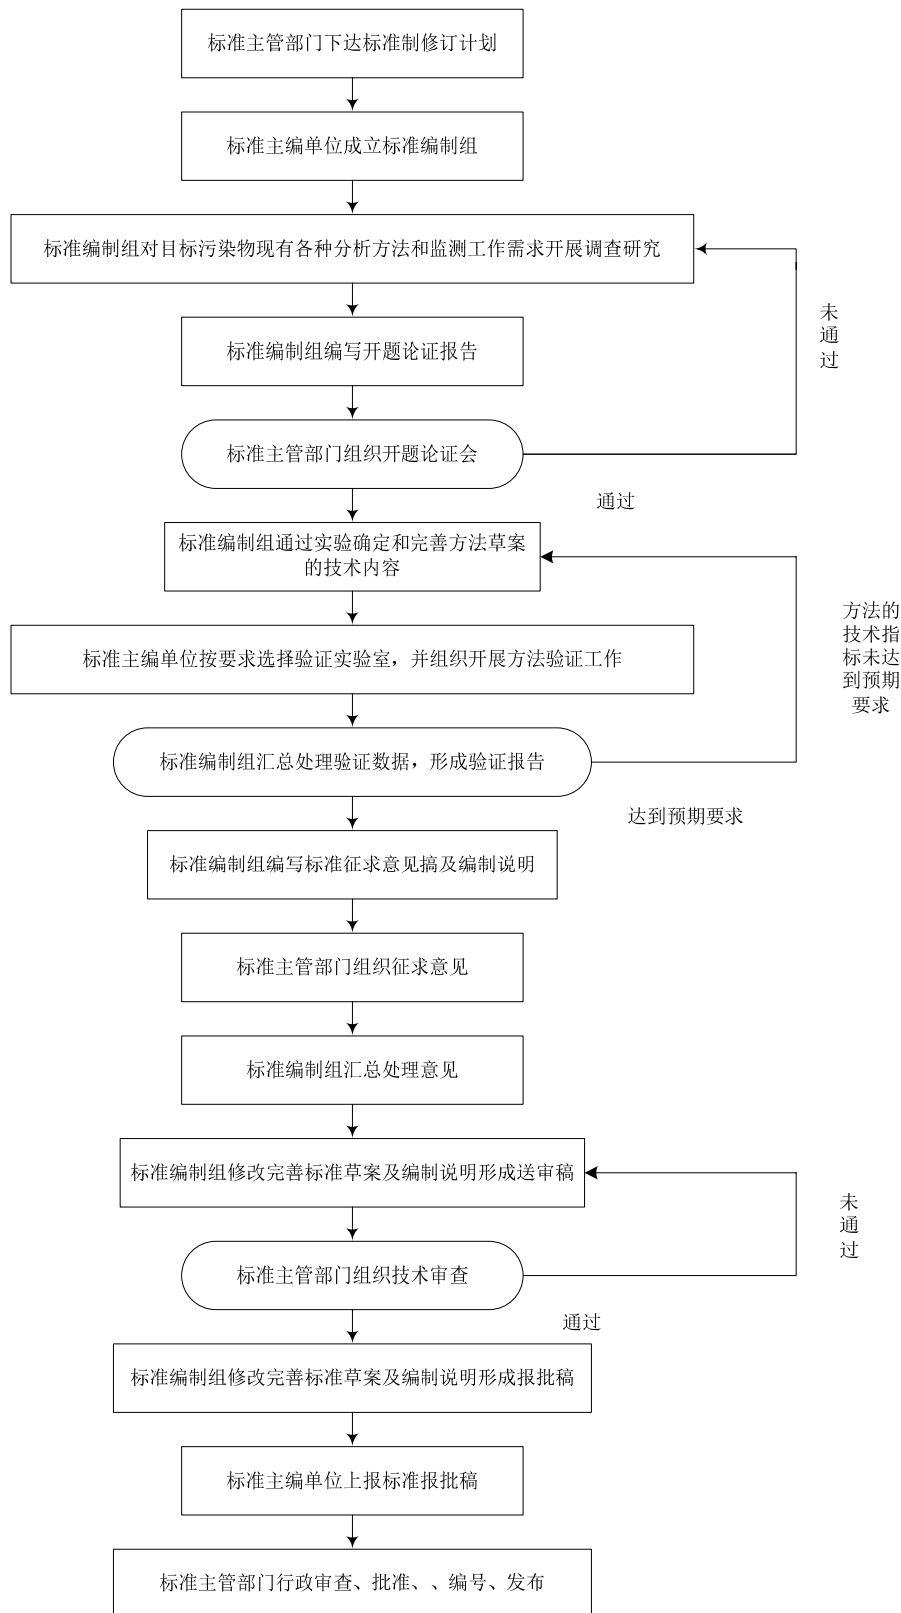 标准主管部门下达标准制修订计划
标准主编单位成立标准编制组
标准编制组对目标污染物现有各种分析方法和监测工作需求开展调查研究
未
通
过
标准编制组编写开题论证报告
标准主管部门组织开题论证会
通过
标准编制组通过实验确定和完善方法草案
的技术内容
方法的
技术指
标未达
到预期
要求
标准主编单位按要求选择验证实验室，并组织开展方法验证工作
标准编制组汇总处理验证数据，形成验证报告
达到预期要求
标准编制组编写标准征求意见搞及编制说明
标准主管部门组织征求意见
标准编制组汇总处理意见
标准编制组修改完善标准草案及编制说明形成送审稿
未
通
过
标准主管部门组织技术审查
通过
标准编制组修改完善标准草案及编制说明形成报批稿
标准主编单位上报标准报批稿
标准主管部门行政审查、批准、、编号、发布